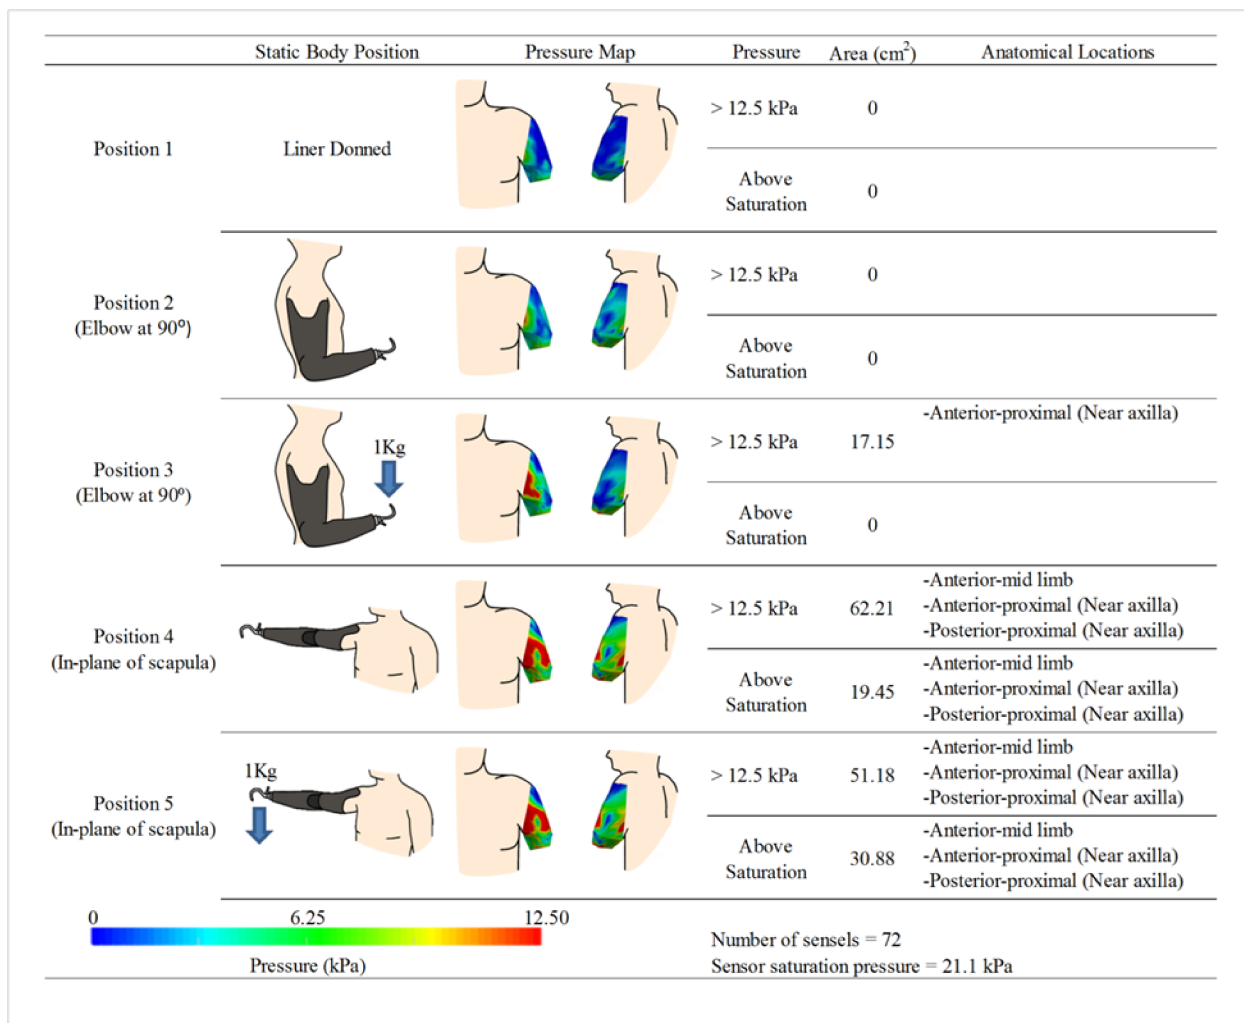 Static Body Position Pressure Map Pressure Area (cm²) Anatomical Locations
Position 1
Liner Donned
> 12.5 kPa 0
Above
Saturation
0
Position 2
(Elbow at 90°)
> 12.5 kPa 0
Above
Saturation
0
Position 3
(Elbow at 90°)
1Kg
> 12.5 kPa 17.15
-Anterior-proximal (Near axilla)
Above
Saturation
0
Position 4
(In-plane of scapula)
> 12.5 kPa 62.21
-Anterior-mid limb
-Anterior-proximal (Near axilla)
-Posterior-proximal (Near axilla)
Above
Saturation
19.45
-Anterior-mid limb
-Anterior-proximal (Near axilla)
-Posterior-proximal (Near axilla)
Position 5
(In-plane of scapula)
1Kg
> 12.5 kPa 51.18
-Anterior-mid limb
-Anterior-proximal (Near axilla)
-Posterior-proximal (Near axilla)
Above
Saturation
30.88
-Anterior-mid limb
-Anterior-proximal (Near axilla)
-Posterior-proximal (Near axilla)
0 6.25 12.50
Pressure (kPa)
Number of sensels = 72
Sensor saturation pressure = 21.1 kPa